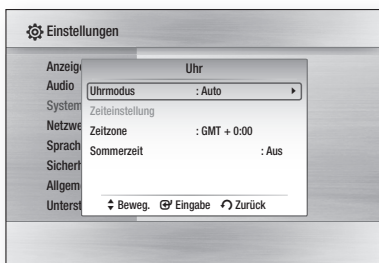 Einstellungen
Anzeige
Audio
System
Netzwe
Sprach
Sicherh
Allgem
Unterst
Uhr
Uhrmodus : Auto
Zeiteinstellung
Zeitzone : GMT + 0:00
Sommerzeit : Aus
Beweg. Eingabe Zurück